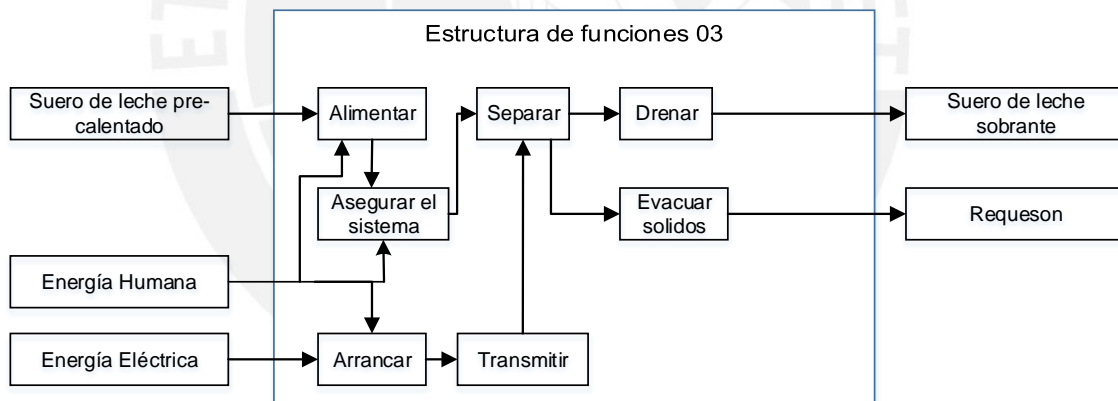 Estructura de funciones 03
Suero de leche pre-
calentado
Alimentar
Separar
Drenar
Suero de leche
sobrante
Asegurar el
sistema
Evacuar
solidos
Requeson
Energía Humana
Energía Eléctrica
Arrancar
Transmitir